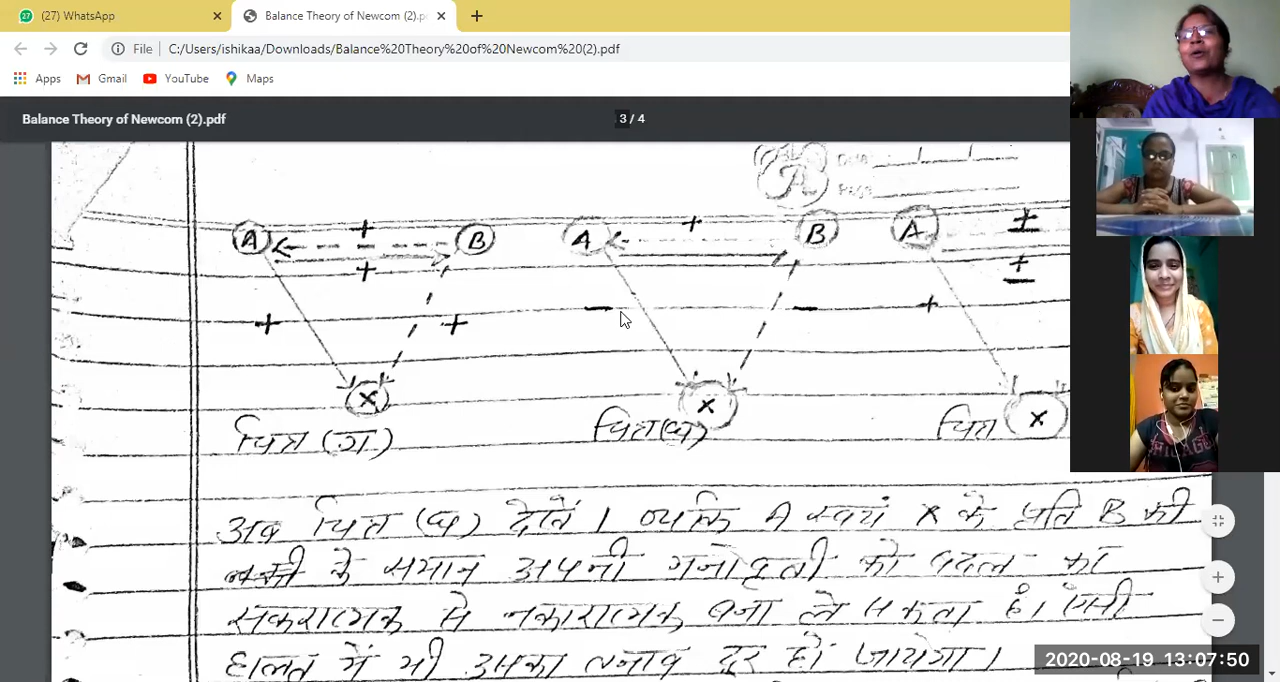 (27) WhatsApp
Balance Theory of Newcom (2).p
File C:/Users/ishikaa/Downloads/Balance%20Theory%20of%20Newcom%20(2).pdf
Apps Gmail YouTube Maps
Balance Theory of Newcom (2).pdf
3 / 4
PAGE
A + B A + B A ±
+ ±
+ + - - +
X X X
चित्र (ग) चित्र (घ) चित्र
अब चित्र (घ) देखें । व्यक्ति A स्वयं X के प्रति B की
के समान अपनी मनोवृत्ती को बदल कर
सकारात्मक से नकारात्मक बना ले सकता है। ऐसी
हालत में भी उसका तनाव दूर हो जायेगा।
2020-08-19 13:07:50